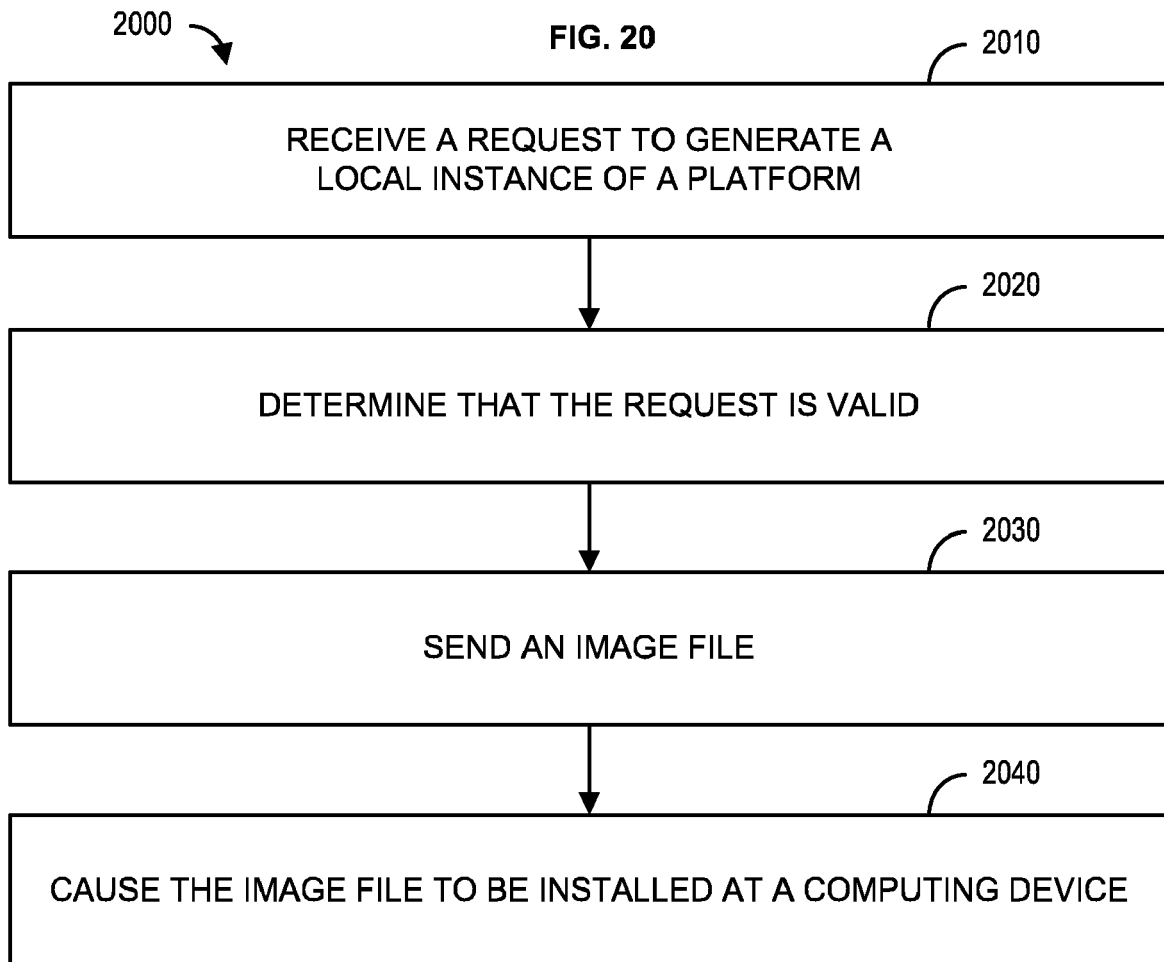 2000
FIG. 20
2010
RECEIVE A REQUEST TO GENERATE A
LOCAL INSTANCE OF A PLATFORM
2020
DETERMINE THAT THE REQUEST IS VALID
2030
SEND AN IMAGE FILE
2040
CAUSE THE IMAGE FILE TO BE INSTALLED AT A COMPUTING DEVICE